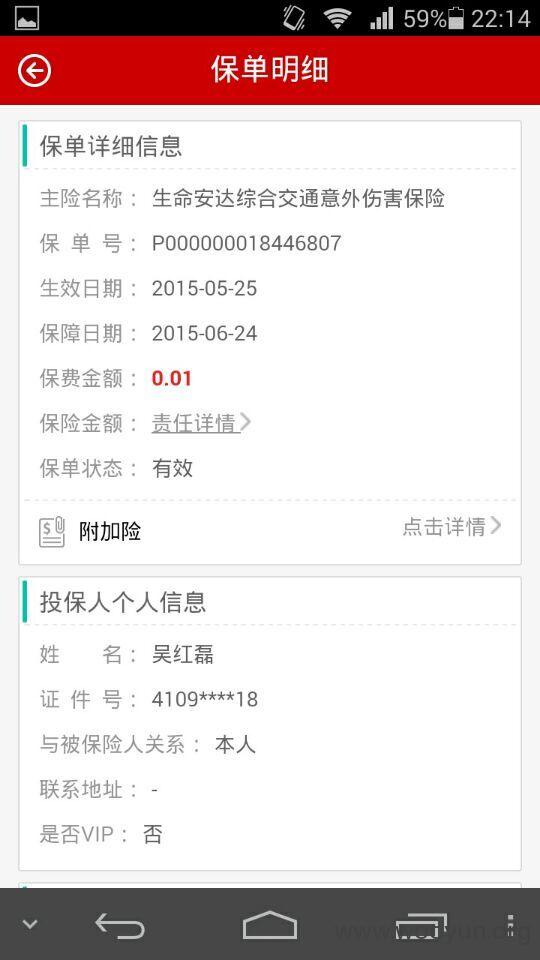 59% 22:14
保单明细
保单详细信息
主险名称： 生命安达综合交通意外伤害保险
保 单 号： P000000018446807
生效日期： 2015-05-25
保障日期： 2015-06-24
保费金额： 0.01
保险金额： 责任详情
保单状态： 有效
附加险 点击详情
投保人个人信息
姓 名： 吴红磊
证 件 号： 4109****18
与被保险人关系： 本人
联系地址： -
是否VIP： 否
www.wooyun.org